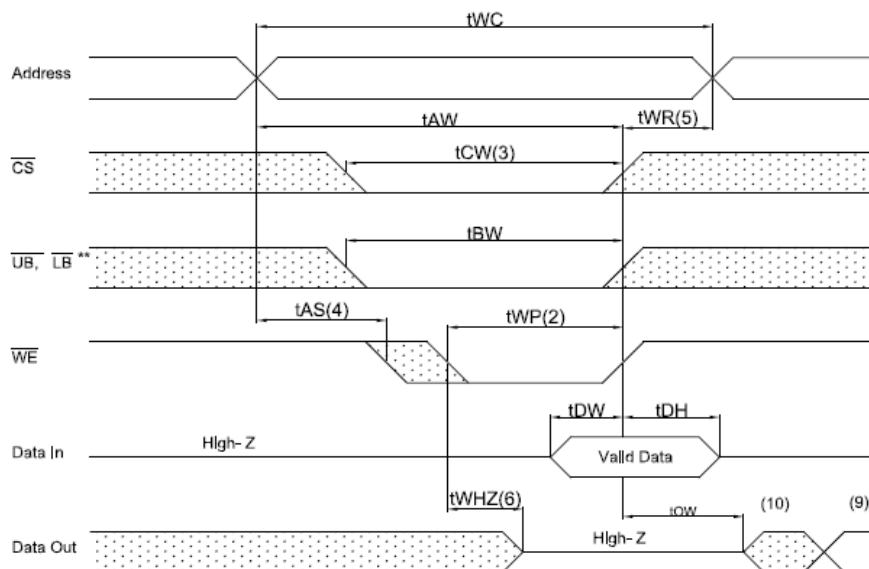 tWC
Address
tAW
tWR(5)
CS
tCW(3)
UB, LB **
tBW
tAS(4)
tWP(2)
WE
tDW
tDH
Data In
High-Z
Valid Data
tWHZ(6)
tOW
(10)
(9)
Data Out
High-Z